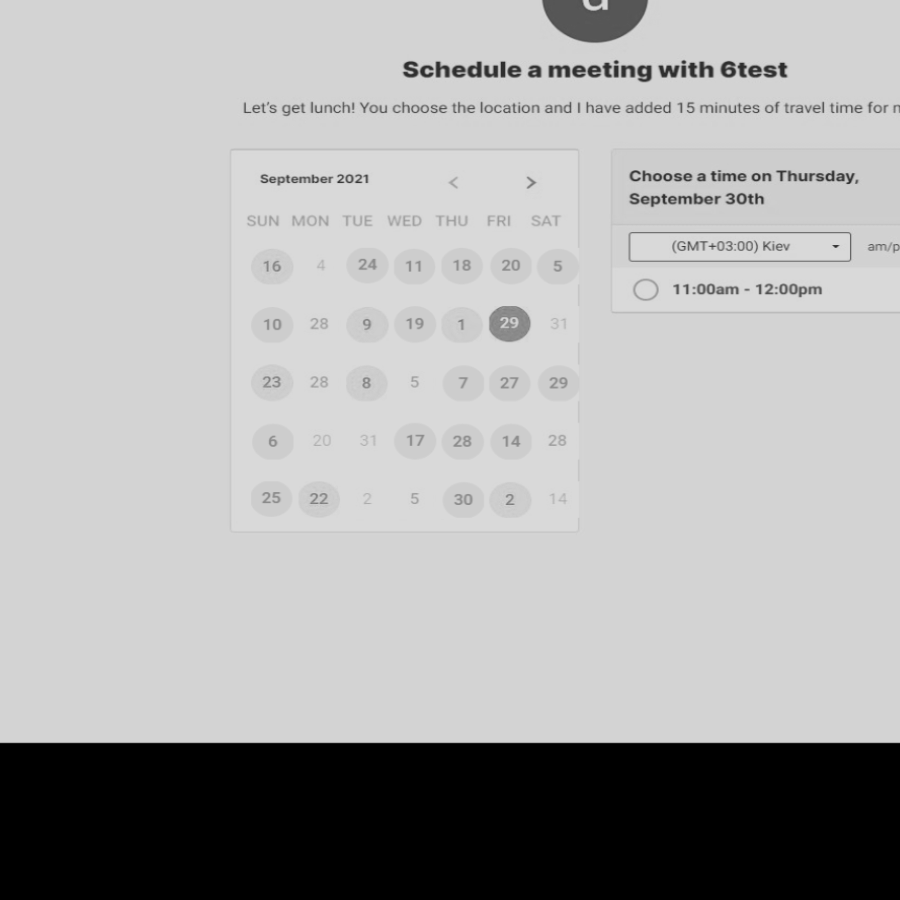 Schedule a meeting with 6test
Let's get lunch! You choose the location and I have added 15 minutes of travel time for
September 2021 < >
SUN MON TUE WED THU FRI SAT
16 4 24 11 18 20 5
10 28 9 19 1 29 31
23 28 8 5 7 27 29
6 20 31 17 28 14 28
25 22 2 5 30 2 14
Choose a time on Thursday,
September 30th
(GMT+03:00) Kiev am/p
11:00am - 12:00pm